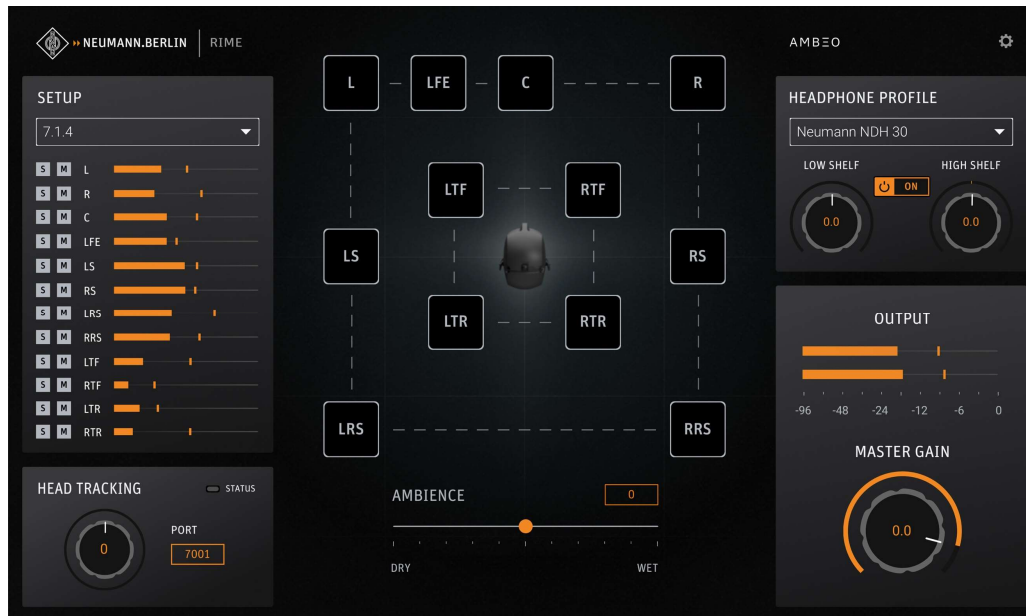 NEUMANN.BERLIN RIME
SETUP
7.1.4
S M L
S M R
S M C
S M LFE
S M LS
S M RS
S M LRS
S M RRS
S M LTF
S M RTF
S M LTR
S M RTR
HEAD TRACKING STATUS
0
PORT
7001
L LFE C R
LTF RTF
LS RS
LTR RTR
LRS RRS
AMBIENCE 0
DRY WET
AMBEO
HEADPHONE PROFILE
Neumann NDH 30
LOW SHELF HIGH SHELF
ON
0.0 0.0
OUTPUT
-96 -48 -24 -12 -6 0
MASTER GAIN
0.0